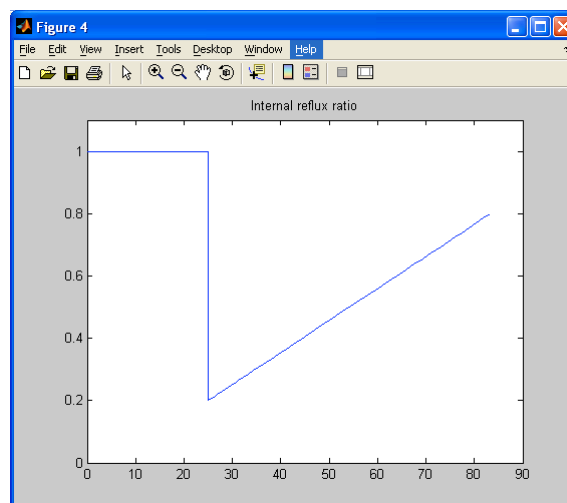 Figure 4
File Edit View Insert Tools Desktop Window Help
Internal reflux ratio
1
0.8
0.6
0.4
0.2
0
0 10 20 30 40 50 60 70 80 90